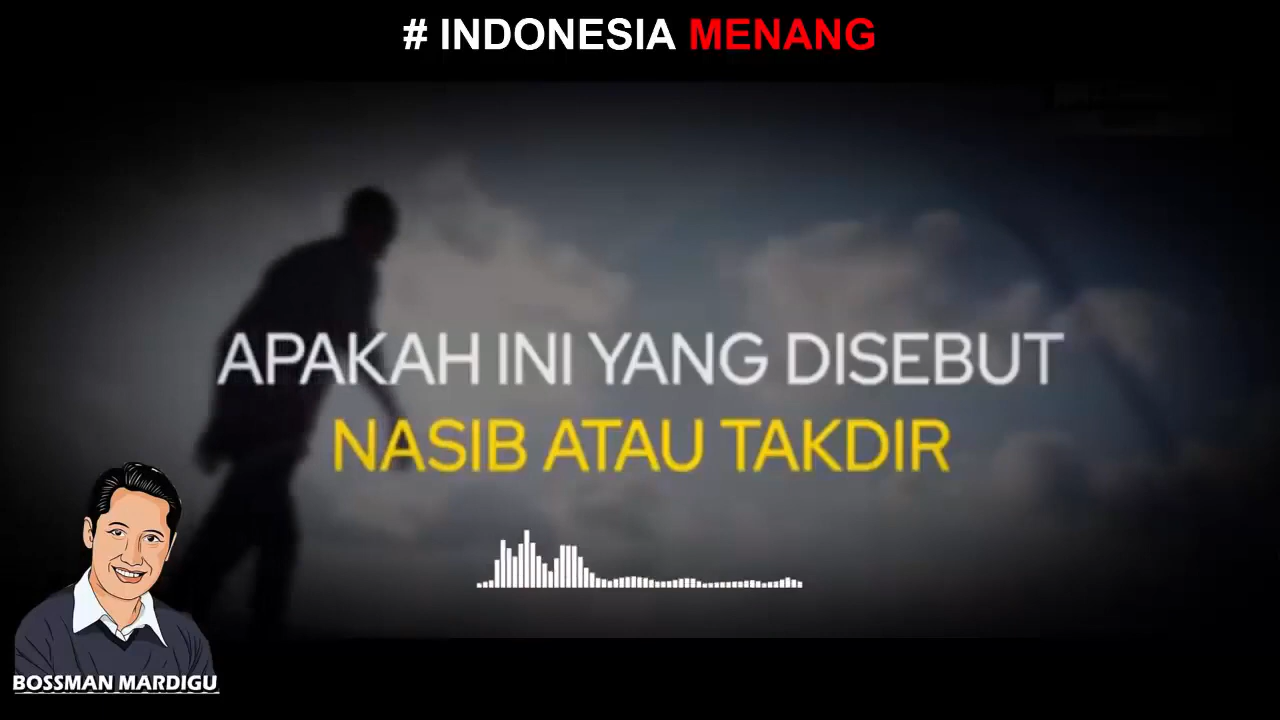 # INDONESIA MENANG
APAKAH INI YANG DISEBUT
NASIB ATAU TAKDIR
BOSSMAN MARDIGU